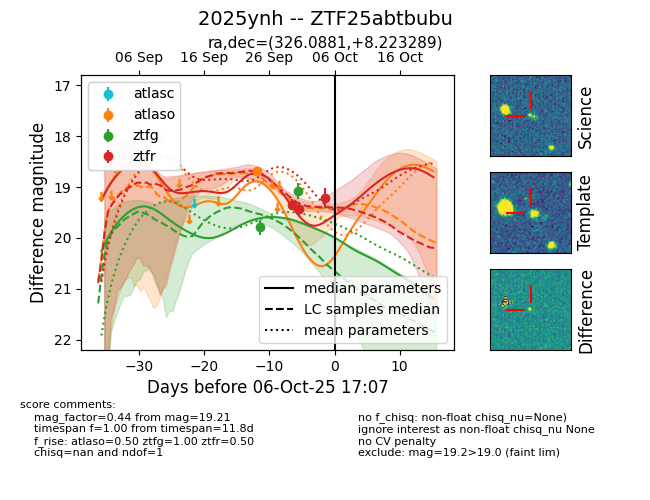 2025ynh -- ZTF25abtbubu
ra,dec=(326.0881,+8.223289)
06 Sep 16 Sep 26 Sep 06 Oct 16 Oct
17
18
19
20
21
22
Difference magnitude
atlasc
atlaso
ztfg
ztfr
median parameters
LC samples median
mean parameters
−30 −20 −10 0 10
Days before 06-Oct-25 17:07
Science
Template
Difference
score comments:
mag_factor=0.44 from mag=19.21
timespan f=1.00 from timespan=11.8d
f_rise: atlaso=0.50 ztfg=1.00 ztfr=0.50
chisq=nan and ndof=1
no f_chisq: non-float chisq_nu=None)
ignore interest as non-float chisq_nu None
no CV penalty
exclude: mag=19.2>19.0 (faint lim)